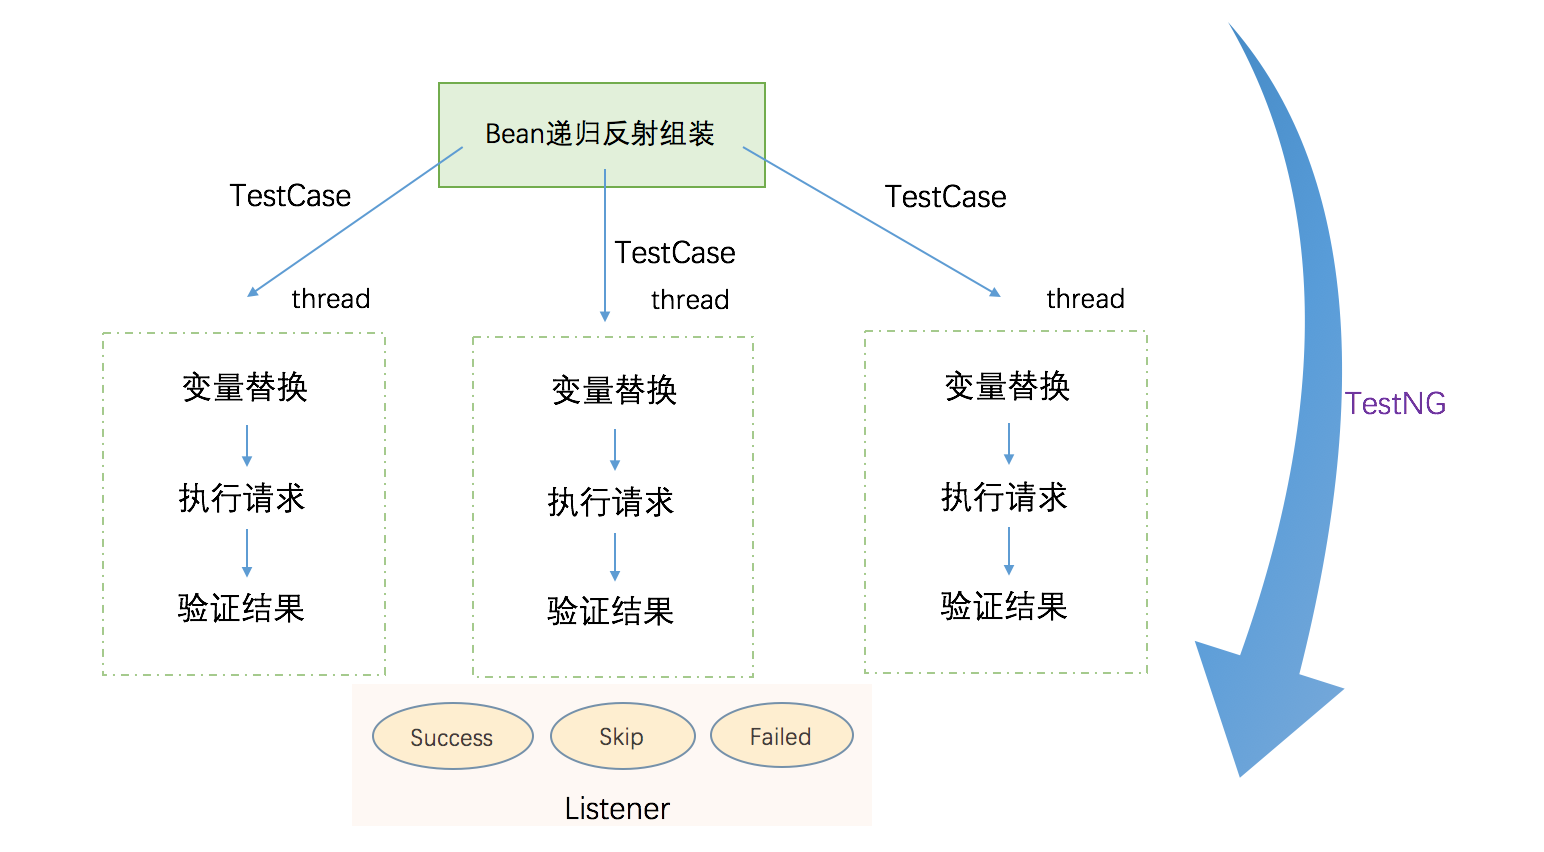 Bean递归反射组装
TestCase
TestCase
TestCase
thread
thread
thread
变量替换
执行请求
验证结果
变量替换
执行请求
验证结果
变量替换
执行请求
验证结果
TestNG
Success
Skip
Failed
Listener